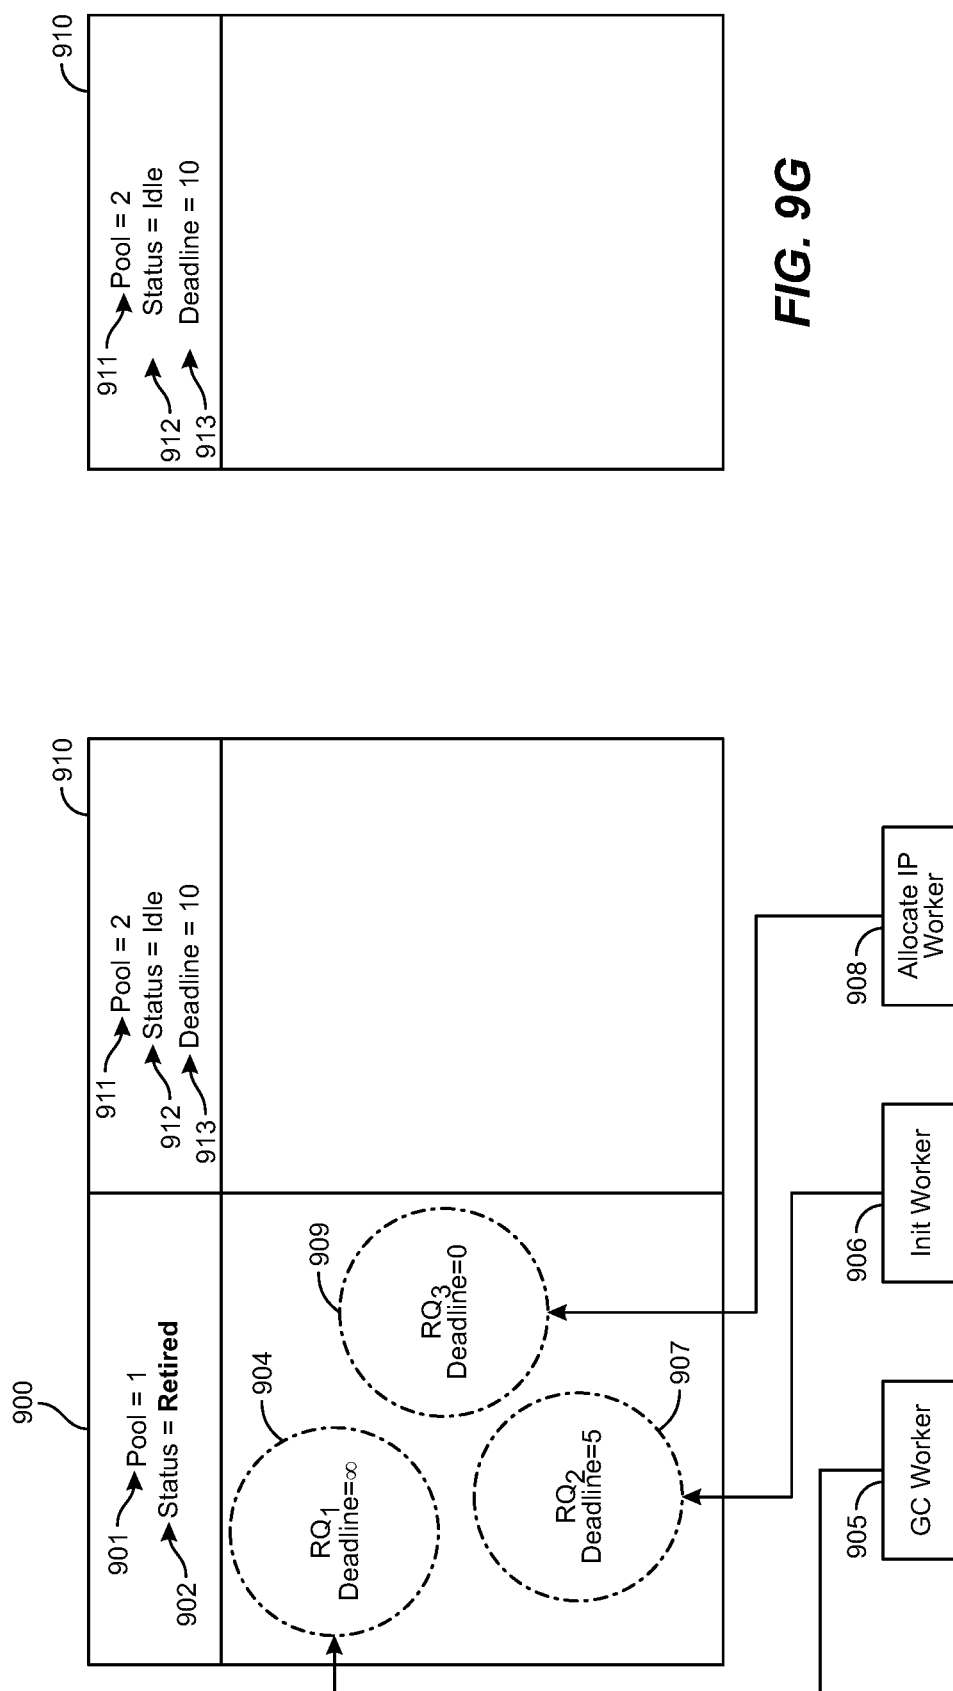 900
901
Pool = 1
902
Status = Retired
904
RQ1
Deadline=∞
907
RQ2
Deadline=5
909
RQ3
Deadline=0
905
GC Worker
906
Init Worker
908
Allocate IP
Worker
910
911
Pool = 2
912
Status = Idle
913
Deadline = 10
910
911
Pool = 2
912
Status = Idle
913
Deadline = 10
FIG. 9G